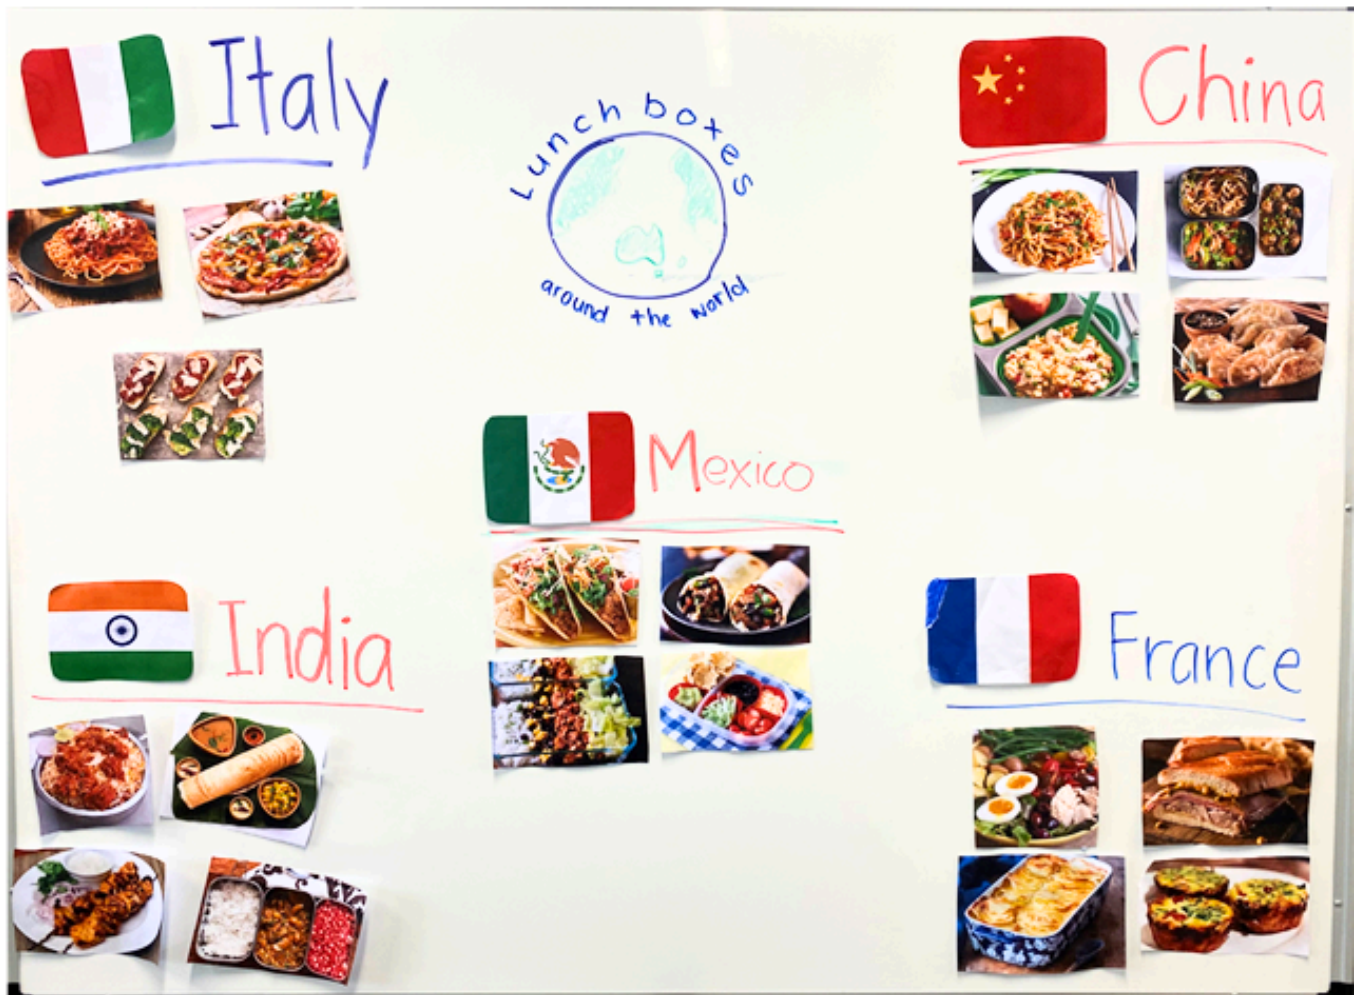 Italy
Lunch boxes
around the world
China
Mexico
India
France